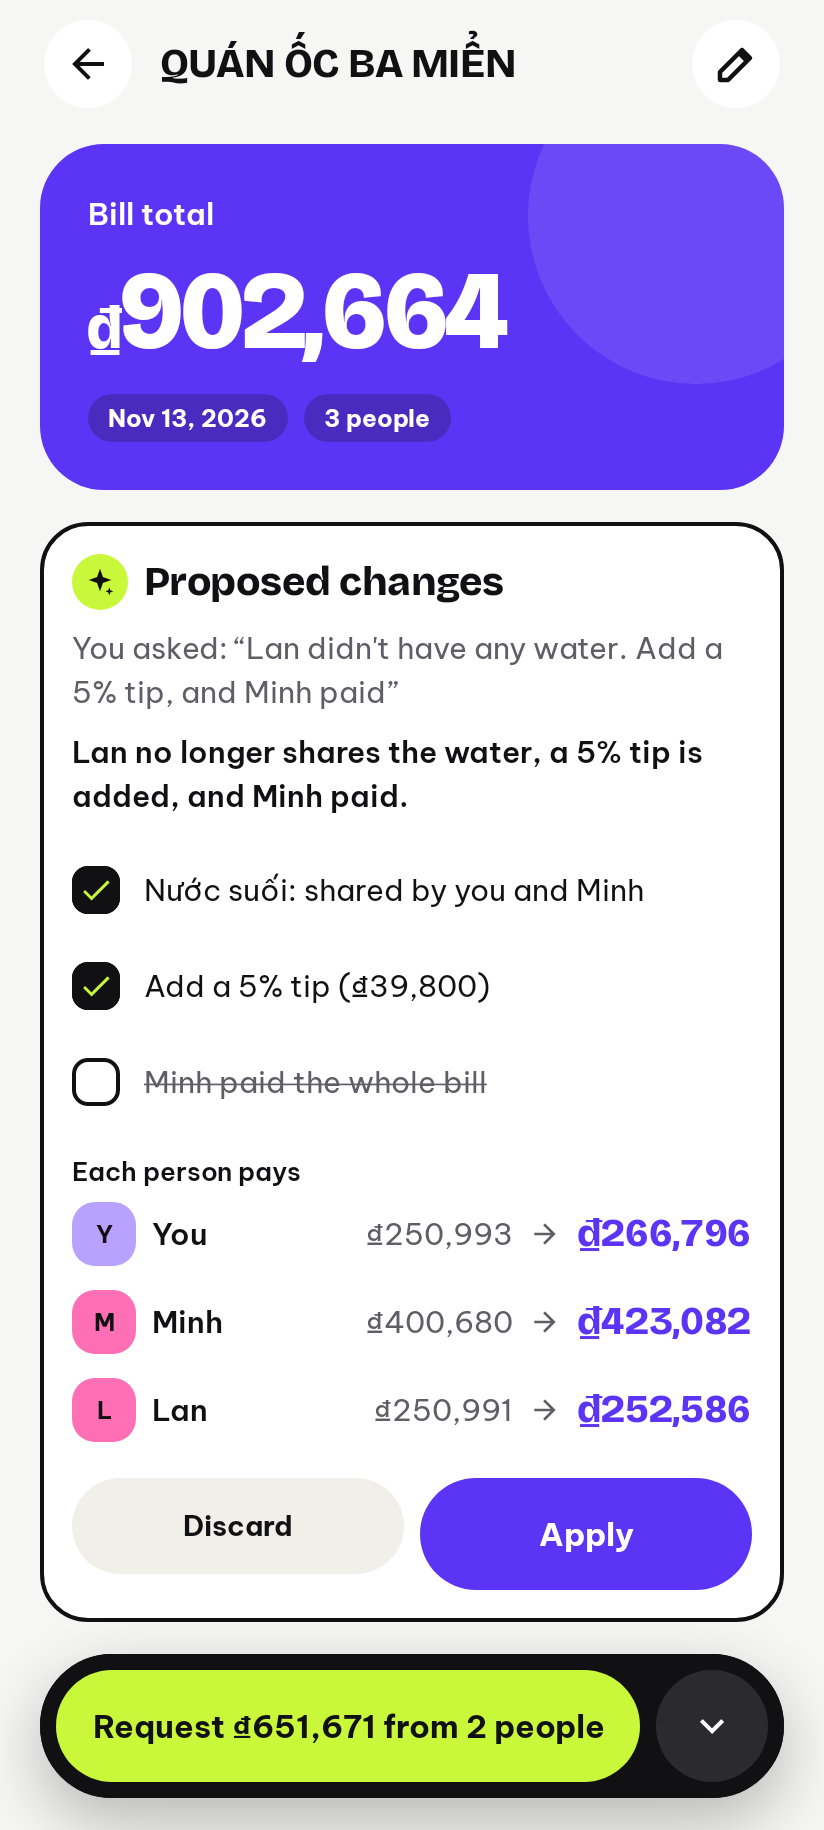 QUÁN ỐC BA MIỀN
Bill total
₫902,664
Nov 13, 2026
3 people
Proposed changes
You asked: “Lan didn't have any water. Add a
5% tip, and Minh paid”
Lan no longer shares the water, a 5% tip is
added, and Minh paid.
Nước suối: shared by you and Minh
Add a 5% tip (₫39,800)
Minh paid the whole bill
Each person pays
Y You ₫250,993 → ₫266,796
M Minh ₫400,680 → ₫423,082
L Lan ₫250,991 → ₫252,586
Discard
Apply
Request ₫651,671 from 2 people